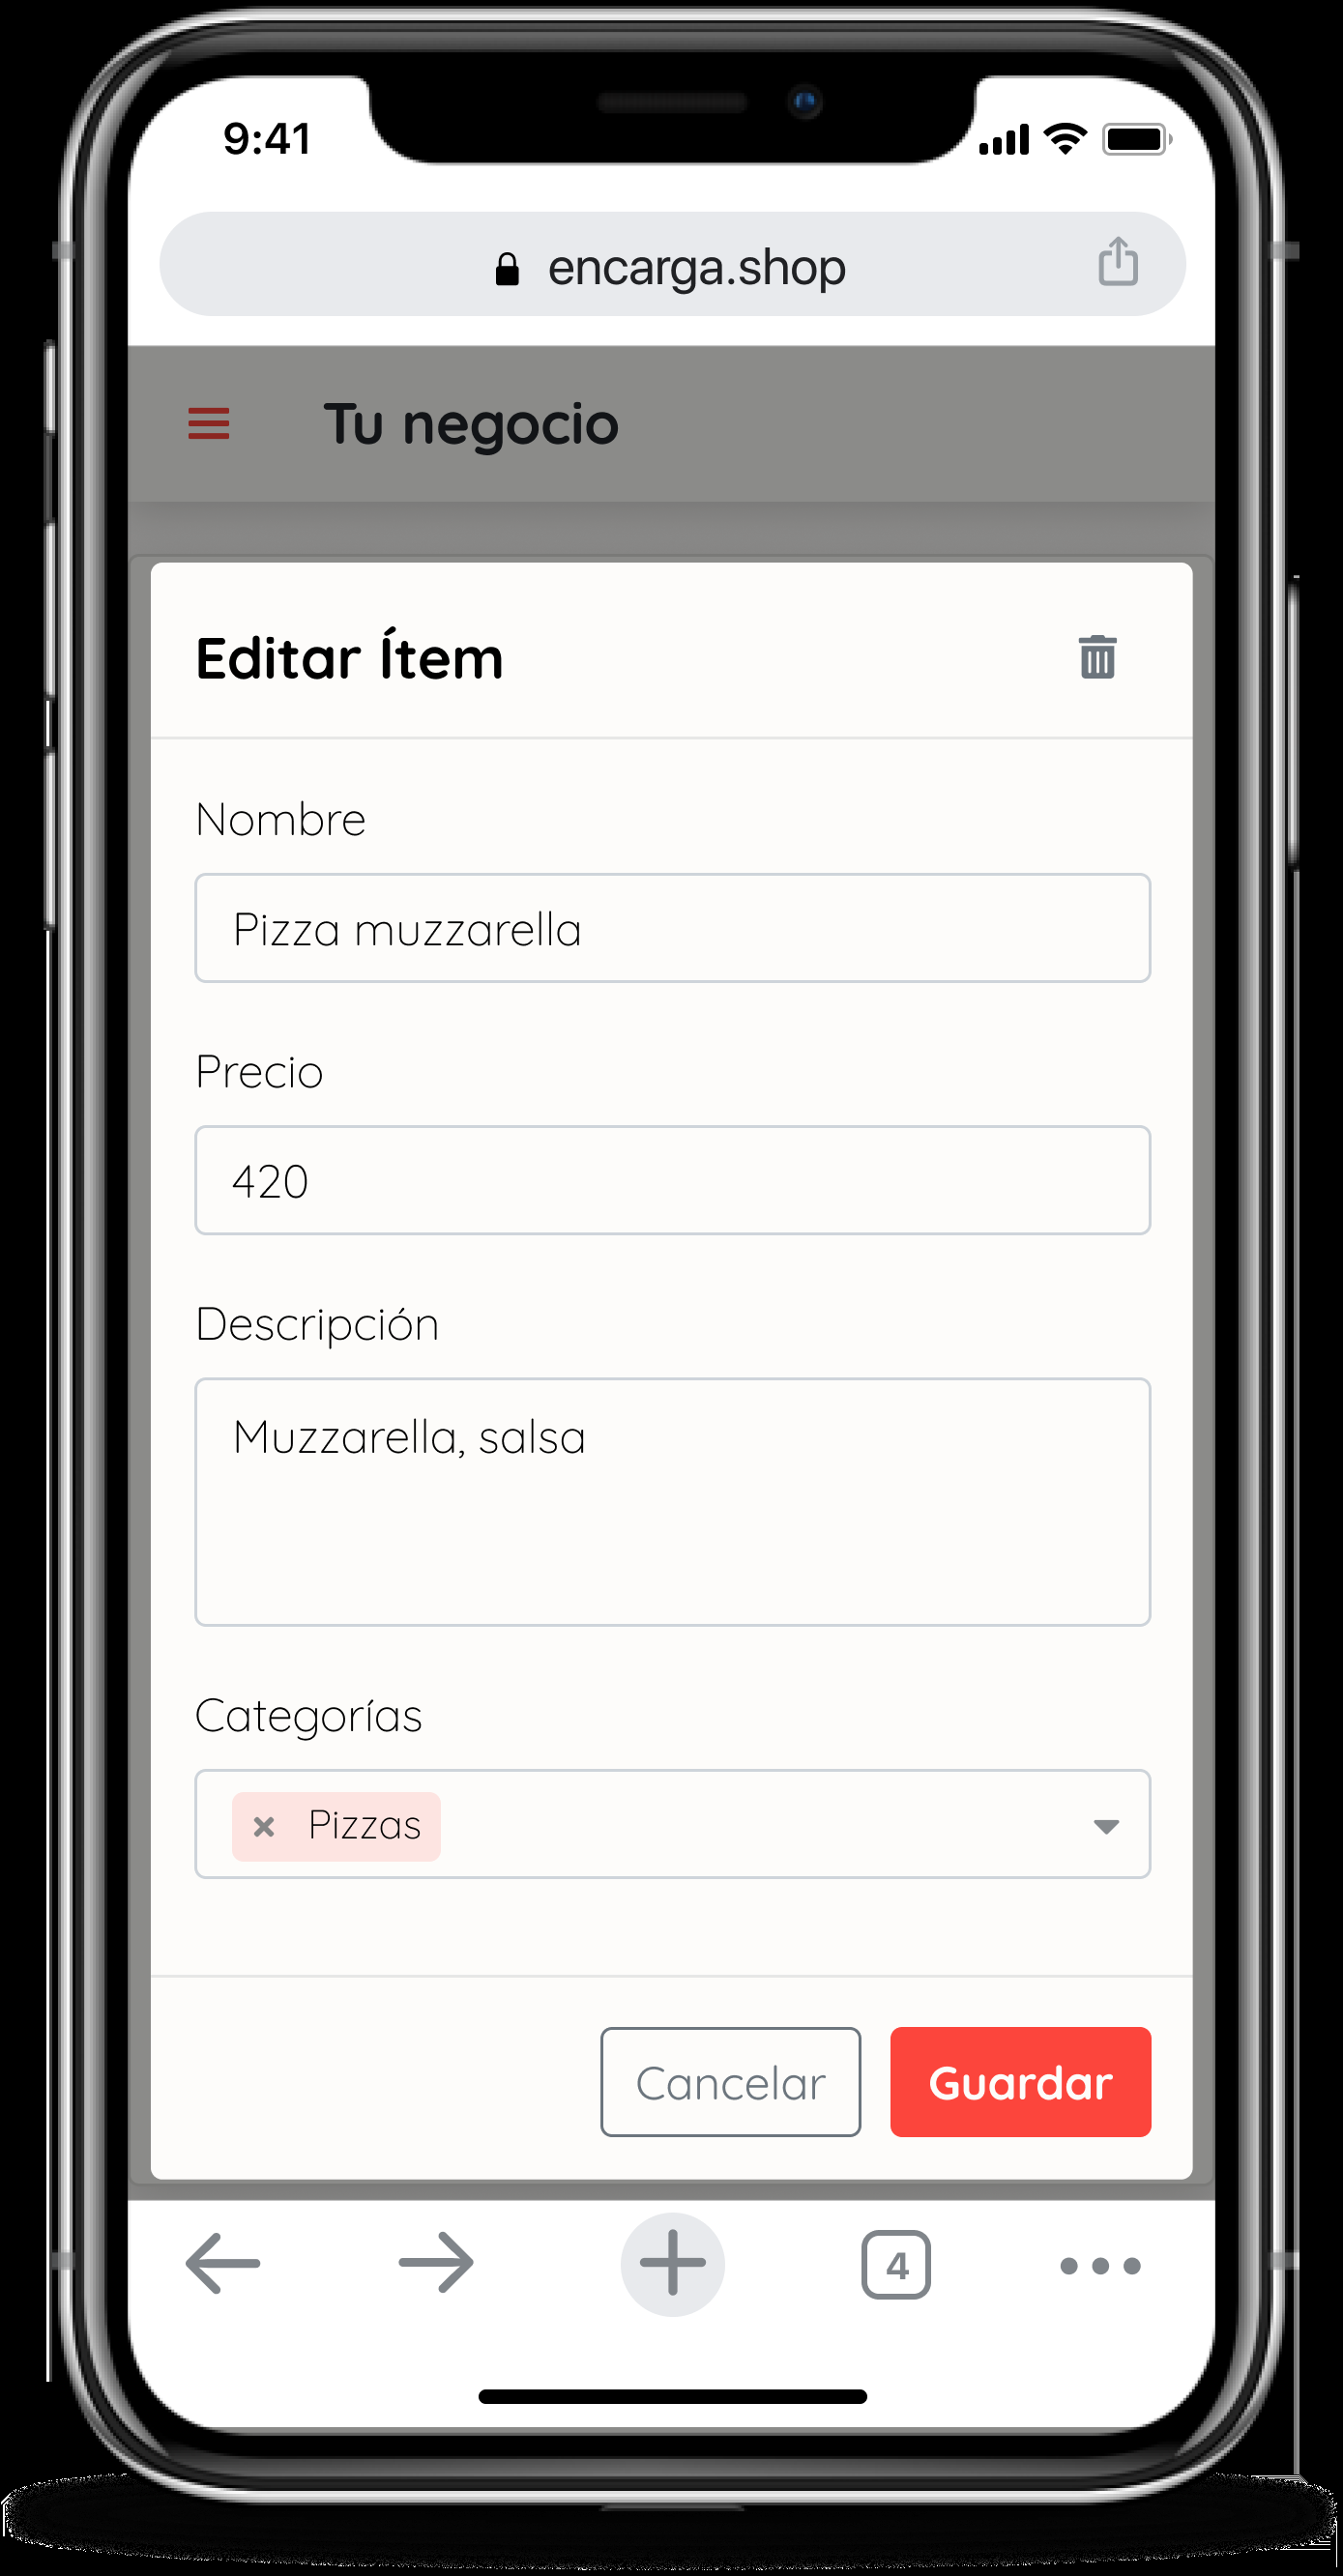 9:41
encarga.shop
Tu negocio
Editar Ítem
Nombre
Pizza muzzarella
Precio
420
Descripción
Muzzarella, salsa
Categorías
Pizzas
Cancelar Guardar
4